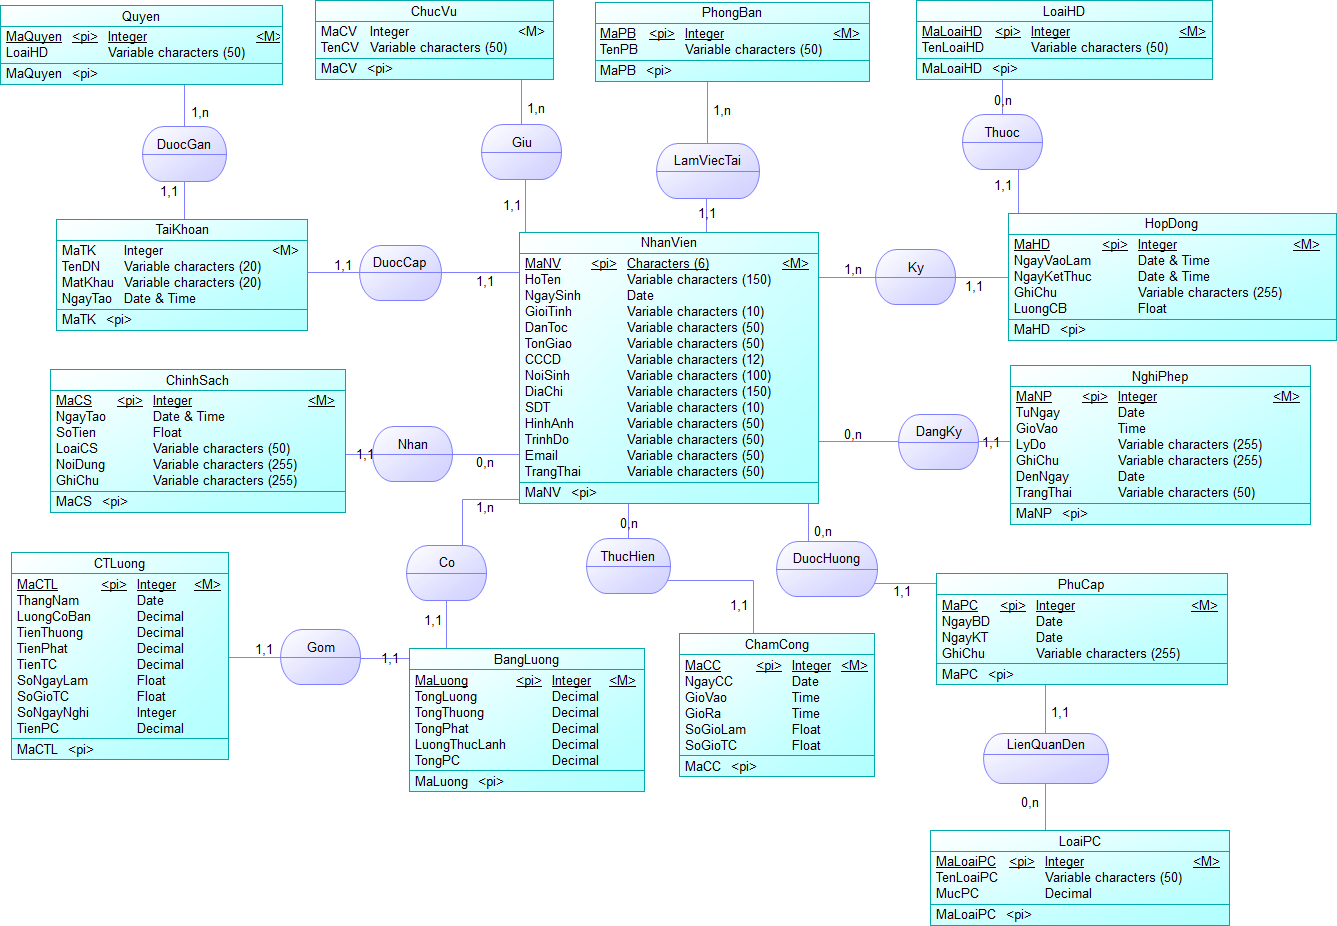 Quyen
MaQuyen <pi> Integer <M>
LoaiHD Variable characters (50)
MaQuyen <pi>
ChucVu
MaCV Integer <M>
TenCV Variable characters (50)
MaCV <pi>
PhongBan
MaPB <pi> Integer <M>
TenPB Variable characters (50)
MaPB <pi>
LoaiHD
MaLoaiHD <pi> Integer <M>
TenLoaiHD Variable characters (50)
MaLoaiHD <pi>
1,n
DuocGan
1,1
1,n
Giu
1,1
1,n
LamViecTai
1,1
0,n
Thuoc
1,1
TaiKhoan
MaTK Integer <M>
TenDN Variable characters (20)
MatKhau Variable characters (20)
NgayTao Date & Time
MaTK <pi>
1,1
DuocCap
1,1
NhanVien
MaNV <pi> Characters (6) <M>
HoTen Variable characters (150)
NgaySinh Date
GioiTinh Variable characters (10)
DanToc Variable characters (50)
TonGiao Variable characters (50)
CCCD Variable characters (12)
NoiSinh Variable characters (100)
DiaChi Variable characters (150)
SDT Variable characters (10)
HinhAnh Variable characters (50)
TrinhDo Variable characters (50)
Email Variable characters (50)
TrangThai Variable characters (50)
MaNV <pi>
1,n
Ky
1,1
HopDong
MaHD <pi> Integer <M>
NgayVaoLam Date & Time
NgayKetThuc Date & Time
GhiChu Variable characters (255)
LuongCB Float
MaHD <pi>
ChinhSach
MaCS <pi> Integer <M>
NgayTao Date & Time
SoTien Float
LoaiCS Variable characters (50)
NoiDung Variable characters (255)
GhiChu Variable characters (255)
MaCS <pi>
1,1
Nhan
0,n
0,n
DangKy
1,1
NghiPhep
MaNP <pi> Integer <M>
TuNgay Date
GioVao Time
LyDo Variable characters (255)
GhiChu Variable characters (255)
DenNgay Date
TrangThai Variable characters (50)
MaNP <pi>
1,n
Co
1,1
0,n
ThucHien
1,1
0,n
DuocHuong
1,1
CTLuong
MaCTL <pi> Integer <M>
ThangNam Date
LuongCoBan Decimal
TienThuong Decimal
TienPhat Decimal
TienTC Decimal
SoNgayLam Float
SoGioTC Float
SoNgayNghi Integer
TienPC Decimal
MaCTL <pi>
1,1
Gom
1,1
BangLuong
MaLuong <pi> Integer <M>
TongLuong Decimal
TongThuong Decimal
TongPhat Decimal
LuongThucLanh Decimal
TongPC Decimal
MaLuong <pi>
ChamCong
MaCC <pi> Integer <M>
NgayCC Date
GioVao Time
GioRa Time
SoGioLam Float
SoGioTC Float
MaCC <pi>
PhuCap
MaPC <pi> Integer <M>
NgayBD Date
NgayKT Date
GhiChu Variable characters (255)
MaPC <pi>
1,1
LienQuanDen
0,n
LoaiPC
MaLoaiPC <pi> Integer <M>
TenLoaiPC Variable characters (50)
MucPC Decimal
MaLoaiPC <pi>